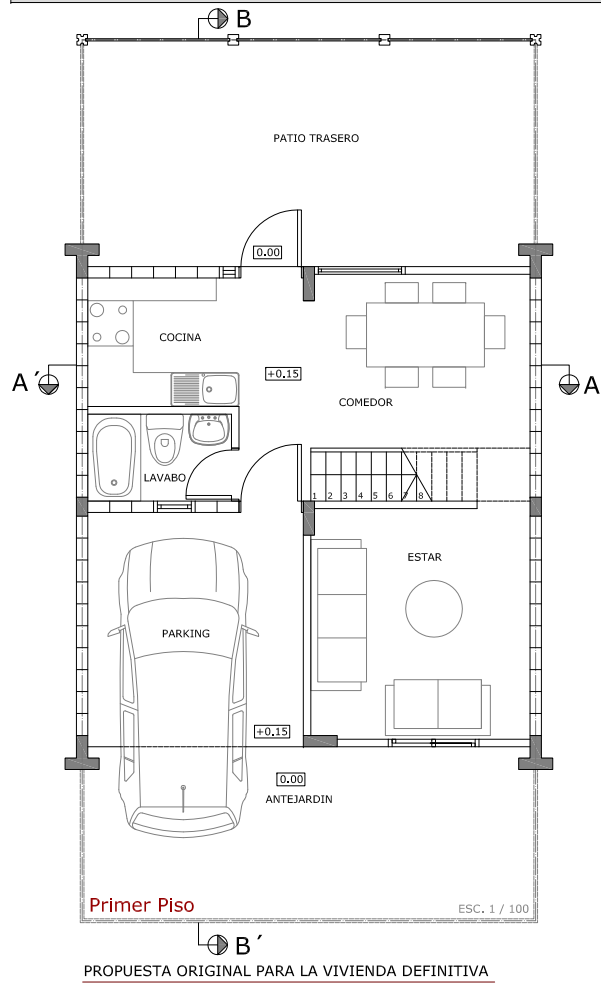 B
PATIO TRASERO
0.00
COCINA
A´
+0.15
A
COMEDOR
LAVABO
1 2 3 4 5 6 7 8
ESTAR
PARKING
+0.15
0.00
ANTEJARDIN
Primer Piso
ESC. 1 / 100
B´
PROPUESTA ORIGINAL PARA LA VIVIENDA DEFINITIVA